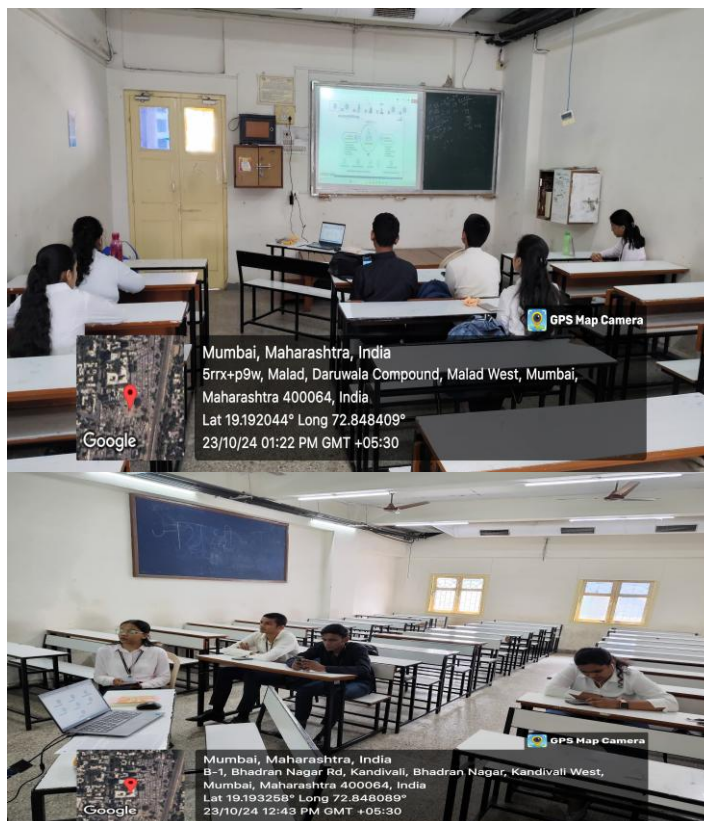 GPS Map Camera
Mumbai, Maharashtra, India
5rrx+p9w, Malad, Daruwala Compound, Malad West, Mumbai,
Maharashtra 400064, India
Lat 19.192044° Long 72.848409°
23/10/24 01:22 PM GMT +05:30
Google
GPS Map Camera
Mumbai, Maharashtra, India
B-1, Bhadran Nagar Rd, Kandivali, Bhadran Nagar, Kandivali West,
Mumbai, Maharashtra 400064, India
Lat 19.193258° Long 72.848089°
23/10/24 12:43 PM GMT +05:30
Google